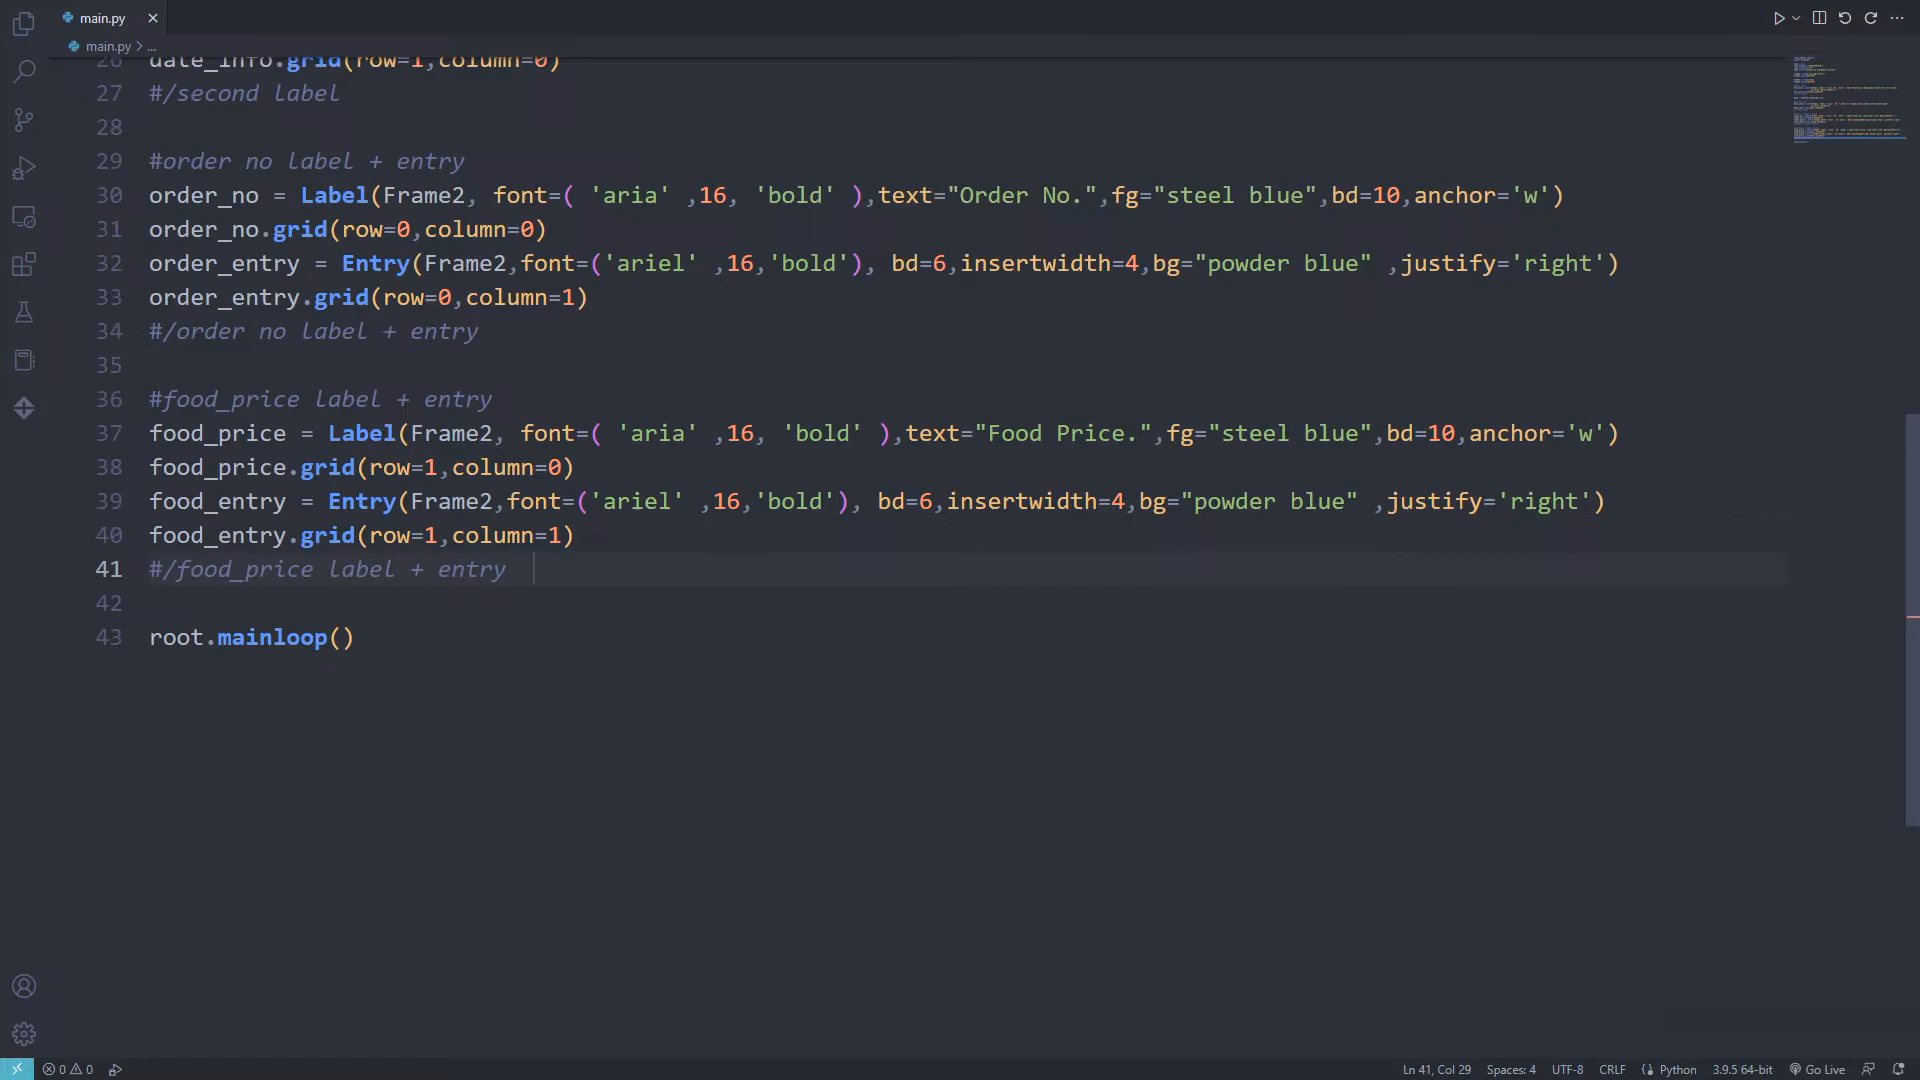 main.py
main.py > ...
26 date_info.grid(row=1,column=0)
27 #/second label
28
29 #order no label + entry
30 order_no = Label(Frame2, font=( 'aria' ,16, 'bold' ),text="Order No.",fg="steel blue",bd=10,anchor='w')
31 order_no.grid(row=0,column=0)
32 order_entry = Entry(Frame2,font=('ariel' ,16,'bold'), bd=6,insertwidth=4,bg="powder blue" ,justify='right')
33 order_entry.grid(row=0,column=1)
34 #/order no label + entry
35
36 #food_price label + entry
37 food_price = Label(Frame2, font=( 'aria' ,16, 'bold' ),text="Food Price.",fg="steel blue",bd=10,anchor='w')
38 food_price.grid(row=1,column=0)
39 food_entry = Entry(Frame2,font=('ariel' ,16,'bold'), bd=6,insertwidth=4,bg="powder blue" ,justify='right')
40 food_entry.grid(row=1,column=1)
41 #/food_price label + entry
42
43 root.mainloop()
0 0 Ln 41, Col 29 Spaces: 4 UTF-8 CRLF Python 3.9.5 64-bit Go Live